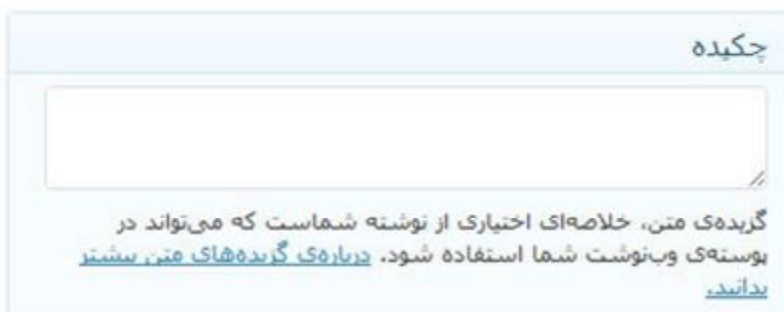 چکیده
گزیده‌ی متن، خلاصه‌ای اختیاری از نوشته شماست که می‌تواند در
پوسته‌ی وب‌نوشت شما استفاده شود. درباره‌ی گزیده‌های متن بیشتر
بدانید.